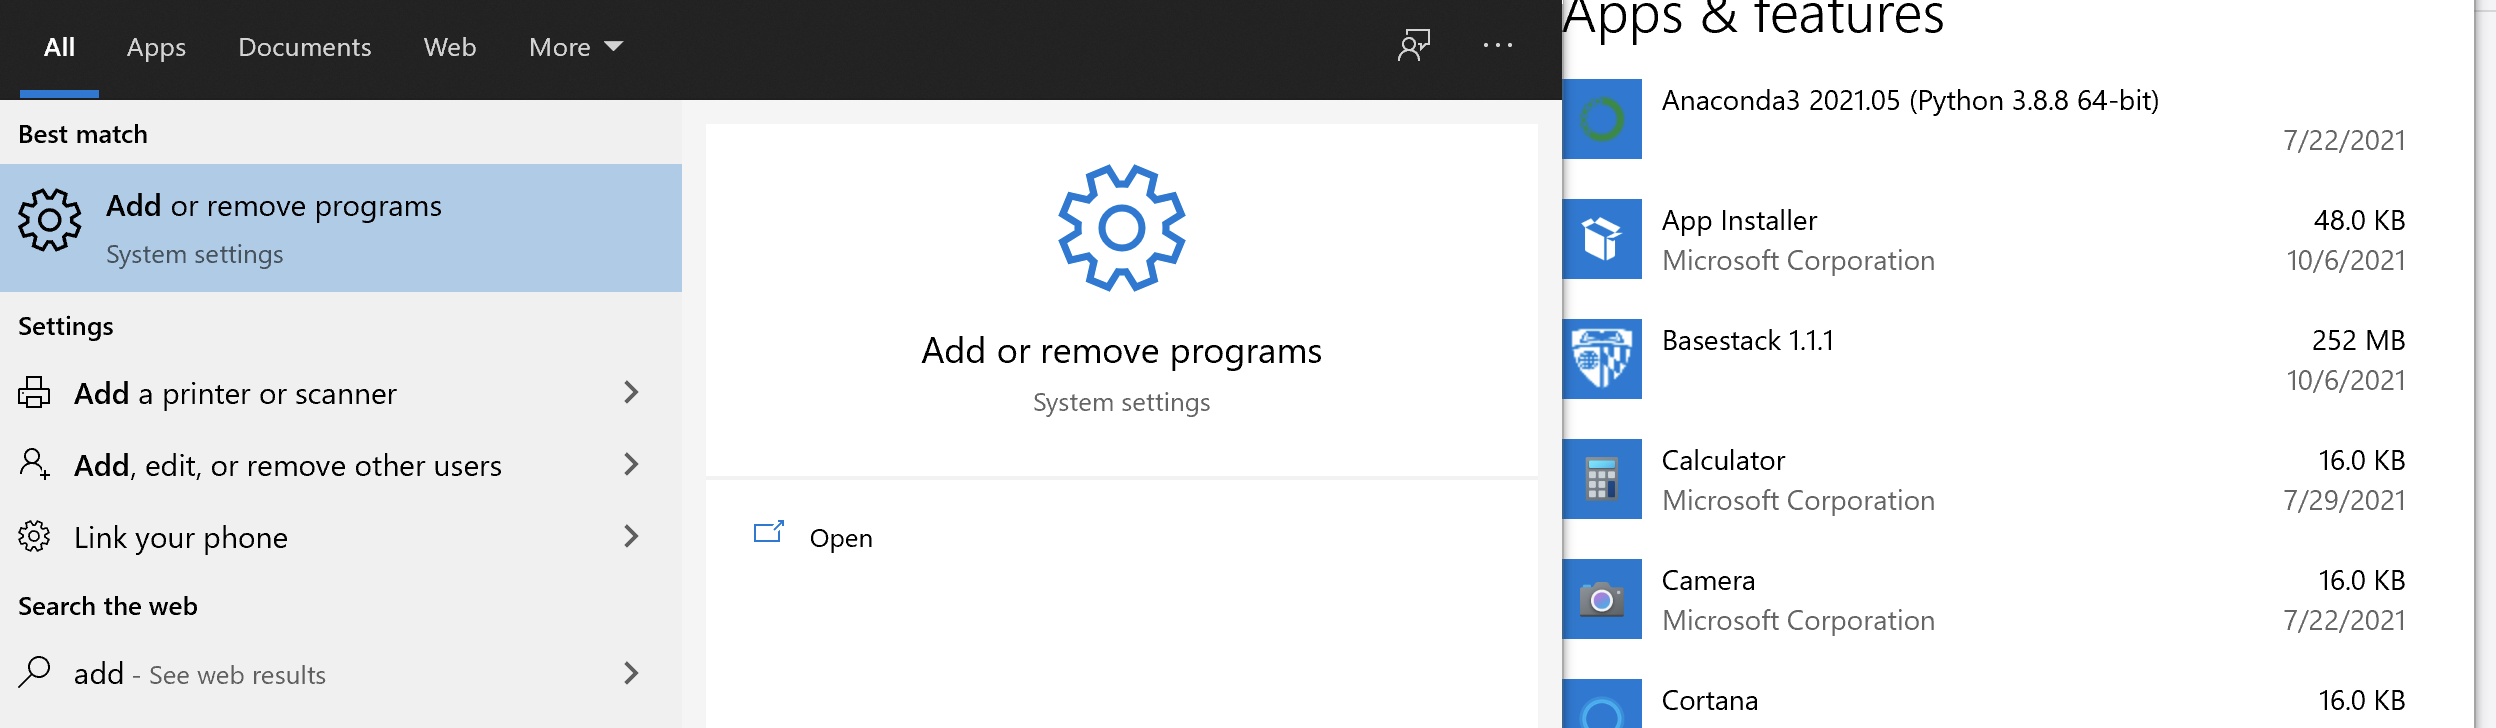 All Apps Documents Web More
Best match
Add or remove programs
System settings
Settings
Add a printer or scanner
Add, edit, or remove other users
Link your phone
Search the web
add - See web results
Add or remove programs
System settings
Open
Apps & features
Anaconda3 2021.05 (Python 3.8.8 64-bit)
7/22/2021
App Installer 48.0 KB
Microsoft Corporation 10/6/2021
Basestack 1.1.1 252 MB
10/6/2021
Calculator 16.0 KB
Microsoft Corporation 7/29/2021
Camera 16.0 KB
Microsoft Corporation 7/22/2021
Cortana 16.0 KB